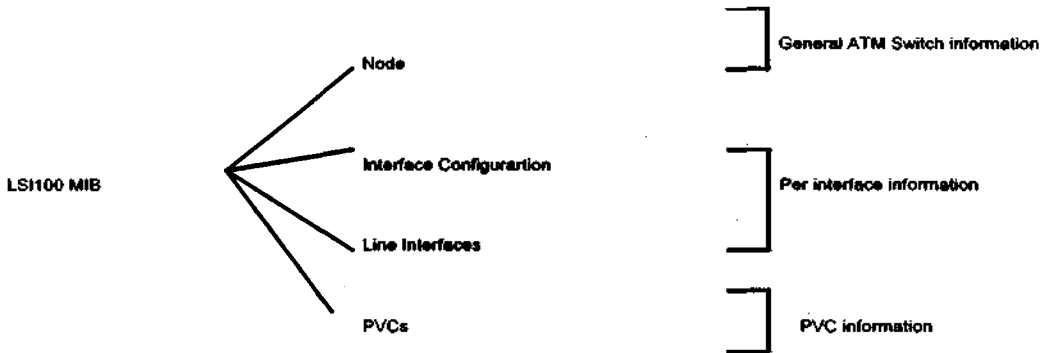 General ATM Switch information
Node
Interface Configurartion
LSI100 MIB
Per interface information
Line Interfaces
PVCs
PVC information